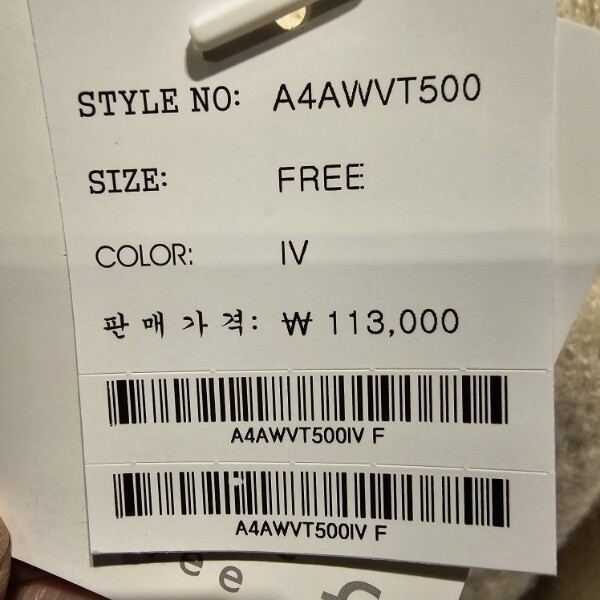 STYLE NO: A4AWVT500
SIZE: FREE
COLOR: IV
판매가격: ₩ 113,000
A4AWVT500IV F
A4AWVT500IV F